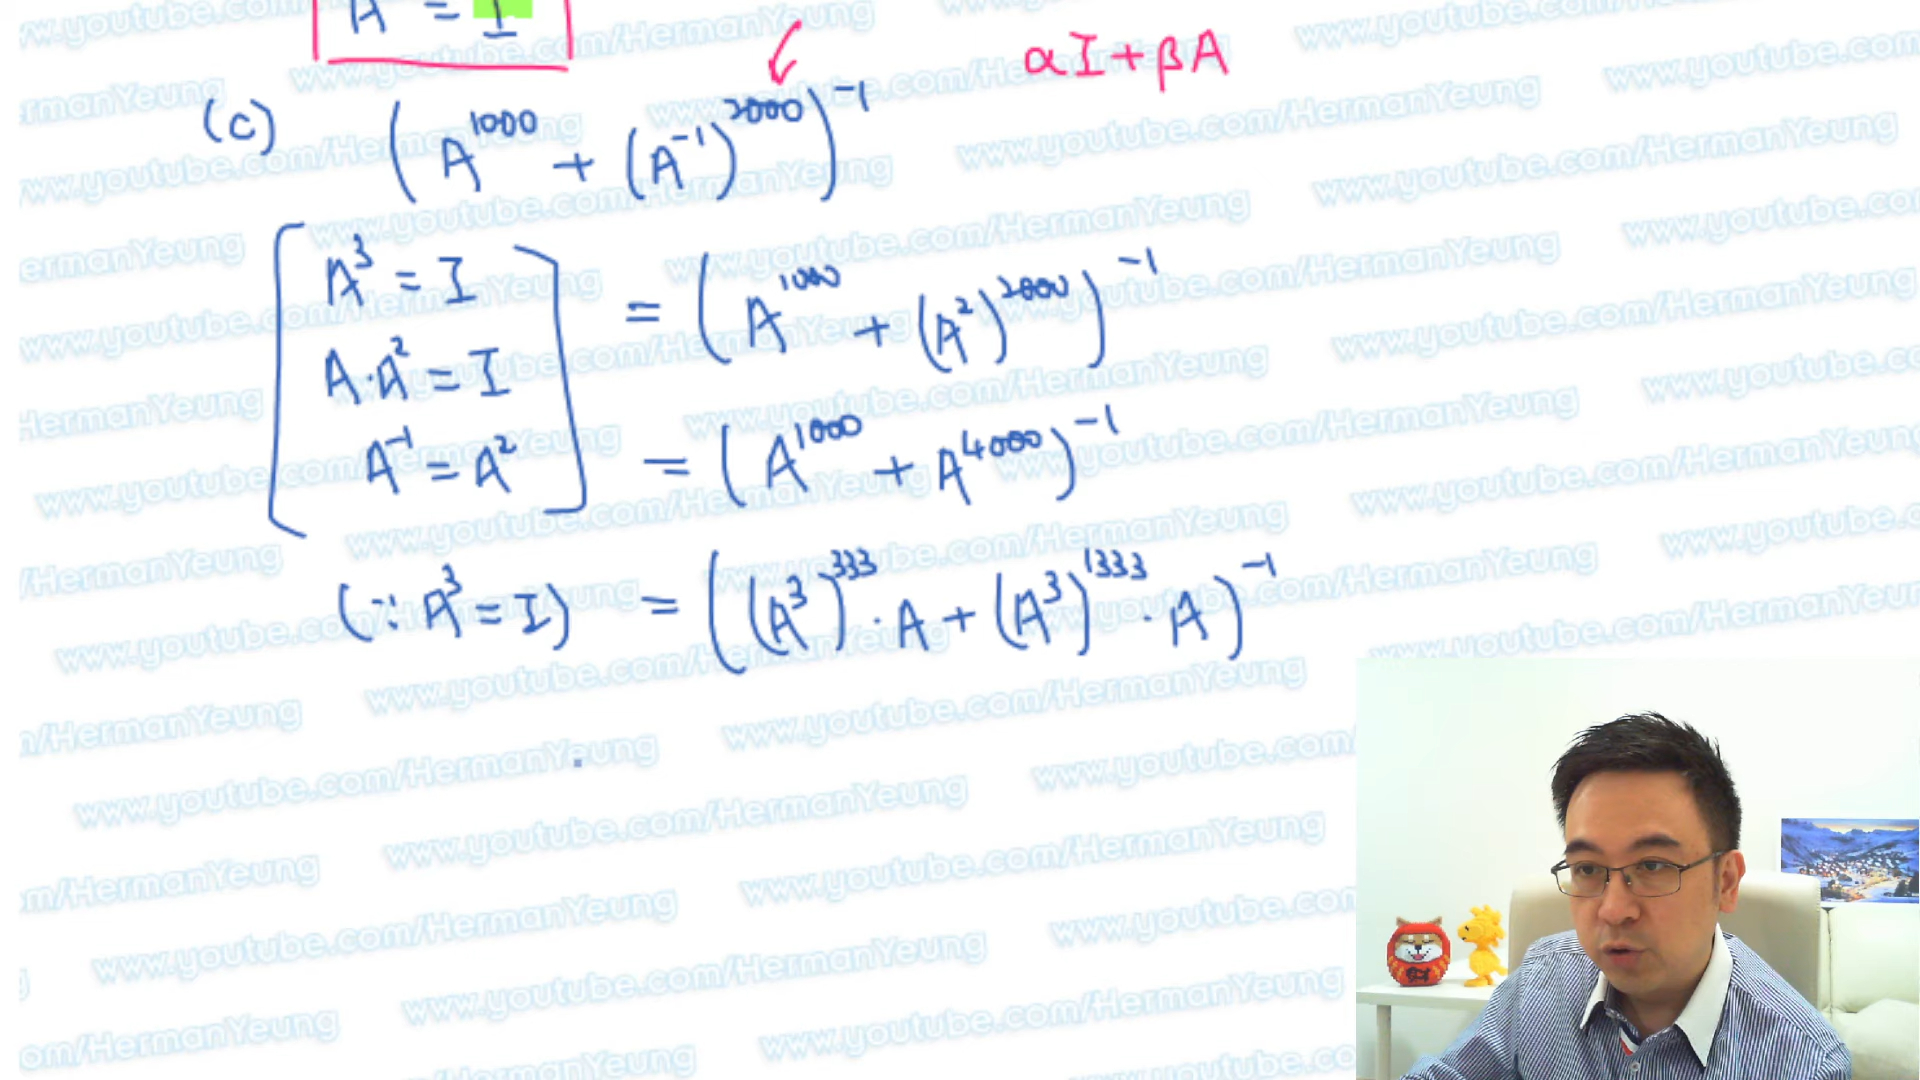 A = I
αI + βA
(c) (A^1000 + (A^-1)^2000)^-1
A^3 = I
= (A^1000 + (A^2)^2000)^-1
A·A^2 = I
A^-1 = A^2
= (A^1000 + A^4000)^-1
(∵ A^3 = I) = ((A^3)^333 · A + (A^3)^1333 · A)^-1
www.youtube.com/HermanYeung